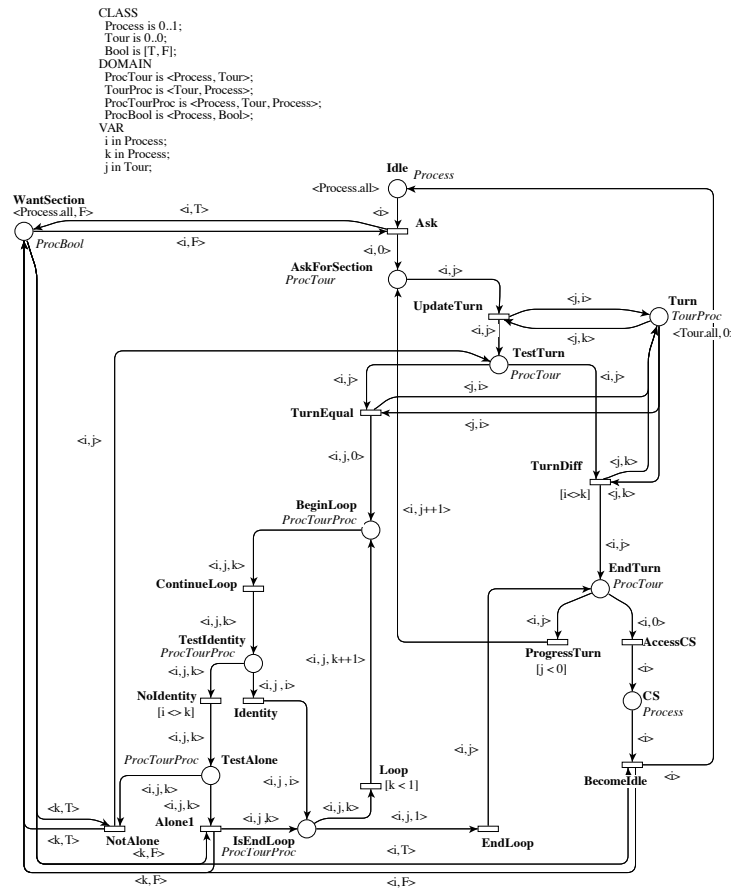 CLASS
Process is 0..1;
Tour is 0..0;
Bool is [T, F];
DOMAIN
ProcTour is <Process, Tour>;
TourProc is <Tour, Process>;
ProcTourProc is <Process, Tour, Process>;
ProcBool is <Process, Bool>;
VAR
i in Process;
k in Process;
j in Tour;
Idle
Process
<Process.all>
WantSection
<Process.all, F>
ProcBool
<i, T>
<i, F>
<i>
Ask
<i, 0>
AskForSection
ProcTour
<i, j>
UpdateTurn
<j, i>
<j, k>
<i, j>
Turn
TourProc
<Tour.all, 0>
TestTurn
ProcTour
<i, j>
<j, i>
<i, j>
TurnEqual
<j, i>
<i, j>
<i, j, 0>
TurnDiff
<j, k>
[i<>k]
<j, k>
BeginLoop
ProcTourProc
<i, j++1>
<i, j>
ContinueLoop
EndTurn
ProcTour
<i, j, k>
<i, j>
<i, 0>
TestIdentity
ProcTourProc
AccessCS
ProgressTurn
[j < 0]
<i, j, k++1>
<i, j, k>
<i>
<i, j, i>
NoIdentity
[i <> k]
Identity
CS
Process
<i, j, k>
<i>
<i, j>
ProcTourProc
TestAlone
<i, j, i>
Loop
[k < 1]
BecomeIdle
<i>
<i, j, k>
<i, j, k>
<k, T>
<i, j, k>
Alone1
<i, j, k>
<i, j, 1>
<k, T>
NotAlone
IsEndLoop
ProcTourProc
EndLoop
<k, F>
<i, T>
<k, F>
<i, F>